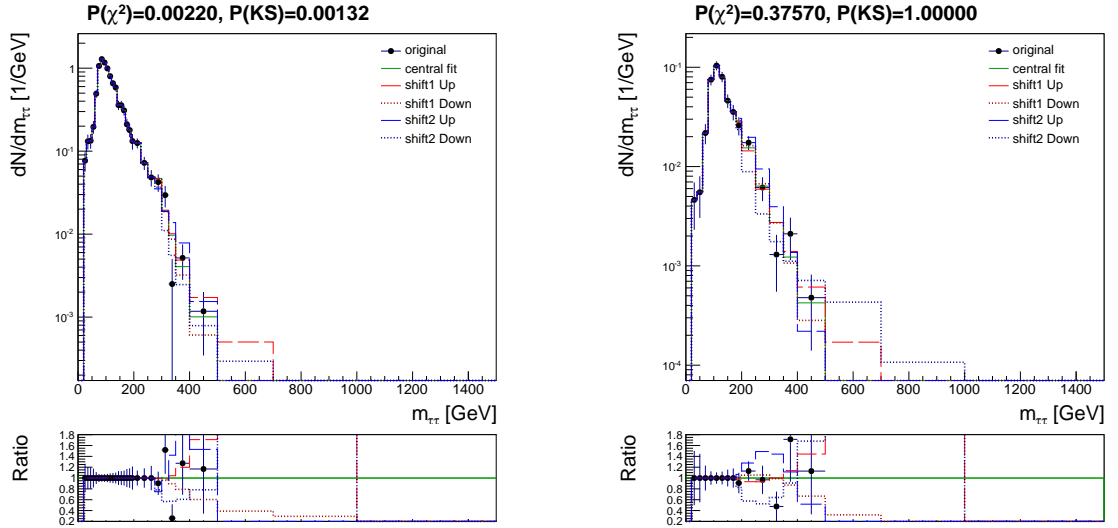 P(χ²)=0.00220, P(KS)=0.00132
dN/dm_ττ [1/GeV]
1
10⁻¹
10⁻²
10⁻³
original
central fit
shift1 Up
shift1 Down
shift2 Up
shift2 Down
0 200 400 600 800 1000 1200 1400
m_ττ [GeV]
Ratio
1.8
1.6
1.4
1.2
1
0.8
0.6
0.4
0.2
P(χ²)=0.37570, P(KS)=1.00000
dN/dm_ττ [1/GeV]
10⁻¹
10⁻²
10⁻³
10⁻⁴
original
central fit
shift1 Up
shift1 Down
shift2 Up
shift2 Down
0 200 400 600 800 1000 1200 1400
m_ττ [GeV]
Ratio
1.8
1.6
1.4
1.2
1
0.8
0.6
0.4
0.2